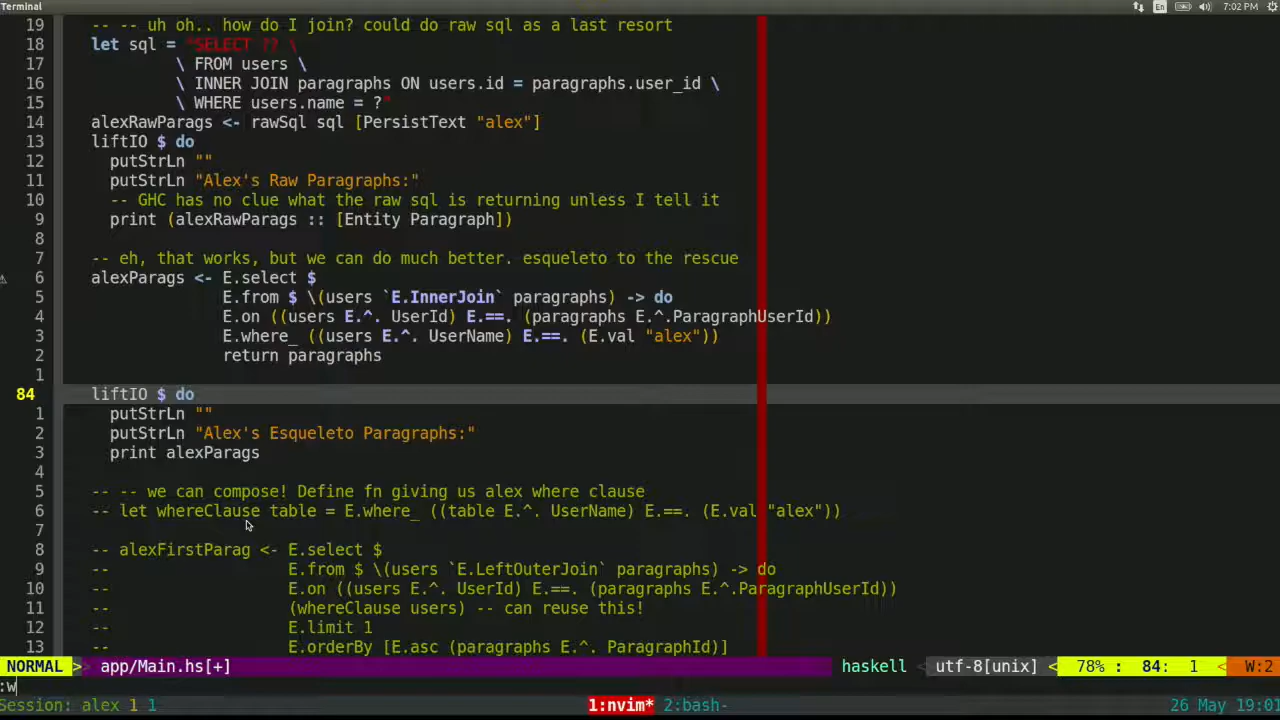 Terminal En 7:02 PM
19 -- -- uh oh.. how do I join? could do raw sql as a last resort
18 let sql = "SELECT ?? \
17 \ FROM users \
16 \ INNER JOIN paragraphs ON users.id = paragraphs.user_id \
15 \ WHERE users.name = ?"
14 alexRawParags <- rawSql sql [PersistText "alex"]
13 liftIO $ do
12 putStrLn ""
11 putStrLn "Alex's Raw Paragraphs:"
10 -- GHC has no clue what the raw sql is returning unless I tell it
9 print (alexRawParags :: [Entity Paragraph])
8
7 -- eh, that works, but we can do much better. esqueleto to the rescue
⚠ 6 alexParags <- E.select $
5 E.from $ \(users `E.InnerJoin` paragraphs) -> do
4 E.on ((users E.^. UserId) E.==. (paragraphs E.^.ParagraphUserId))
3 E.where_ ((users E.^. UserName) E.==. (E.val "alex"))
2 return paragraphs
1
84 liftIO $ do
1 putStrLn ""
2 putStrLn "Alex's Esqueleto Paragraphs:"
3 print alexParags
4
5 -- -- we can compose! Define fn giving us alex where clause
6 -- let whereClause table = E.where_ ((table E.^. UserName) E.==. (E.val "alex"))
7
8 -- alexFirstParag <- E.select $
9 -- E.from $ \(users `E.LeftOuterJoin` paragraphs) -> do
10 -- E.on ((users E.^. UserId) E.==. (paragraphs E.^.ParagraphUserId))
11 -- (whereClause users) -- can reuse this!
12 -- E.limit 1
13 -- E.orderBy [E.asc (paragraphs E.^. ParagraphId)]
NORMAL >> app/Main.hs[+] haskell < utf-8[unix] < 78% : 84: 1 < W:2
:w
Session: alex 1 1 1:nvim* 2:bash- 26 May 19:01